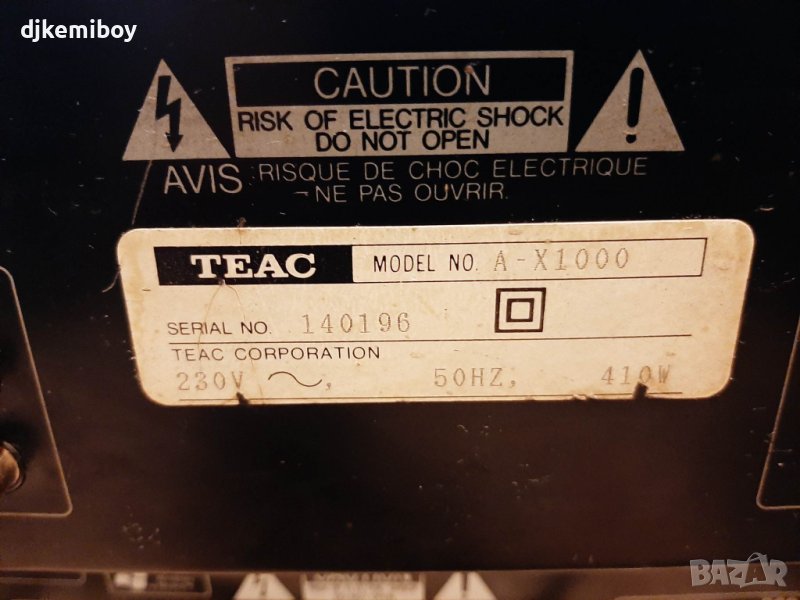 djkemiboy
CAUTION
RISK OF ELECTRIC SHOCK
DO NOT OPEN
AVIS : RISQUE DE CHOC ELECTRIQUE
-NE PAS OUVRIR.
TEAC MODEL NO. A-X1000
SERIAL NO. 140196
TEAC CORPORATION
230V ~, 50HZ, 410W
BAZAR